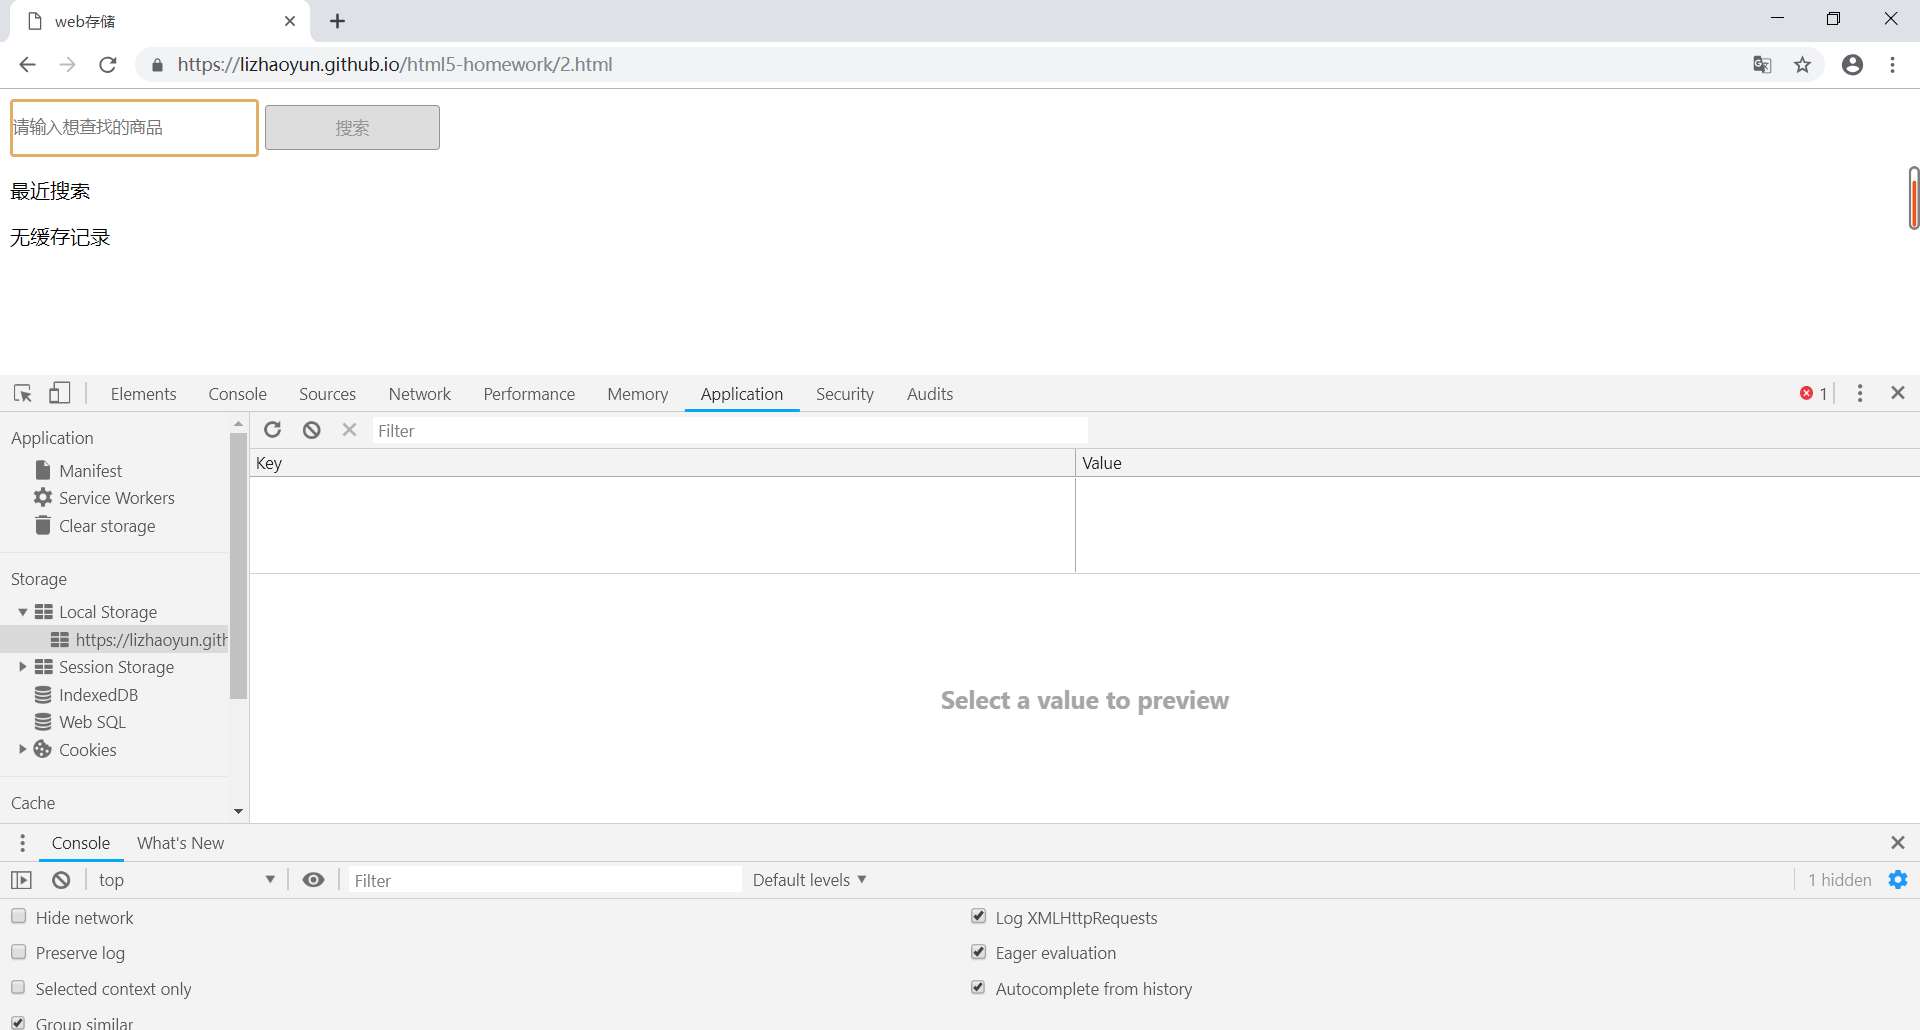 web存储
https://lizhaoyun.github.io/html5-homework/2.html
请输入想查找的商品 搜索
最近搜索
无缓存记录
Elements Console Sources Network Performance Memory Application Security Audits 1
Application
Manifest
Service Workers
Clear storage
Storage
Local Storage
https://lizhaoyun.gith
Session Storage
IndexedDB
Web SQL
Cookies
Cache
Filter
Key Value
Select a value to preview
Console What's New
top Filter Default levels 1 hidden
Hide network Log XMLHttpRequests
Preserve log Eager evaluation
Selected context only Autocomplete from history
Group similar